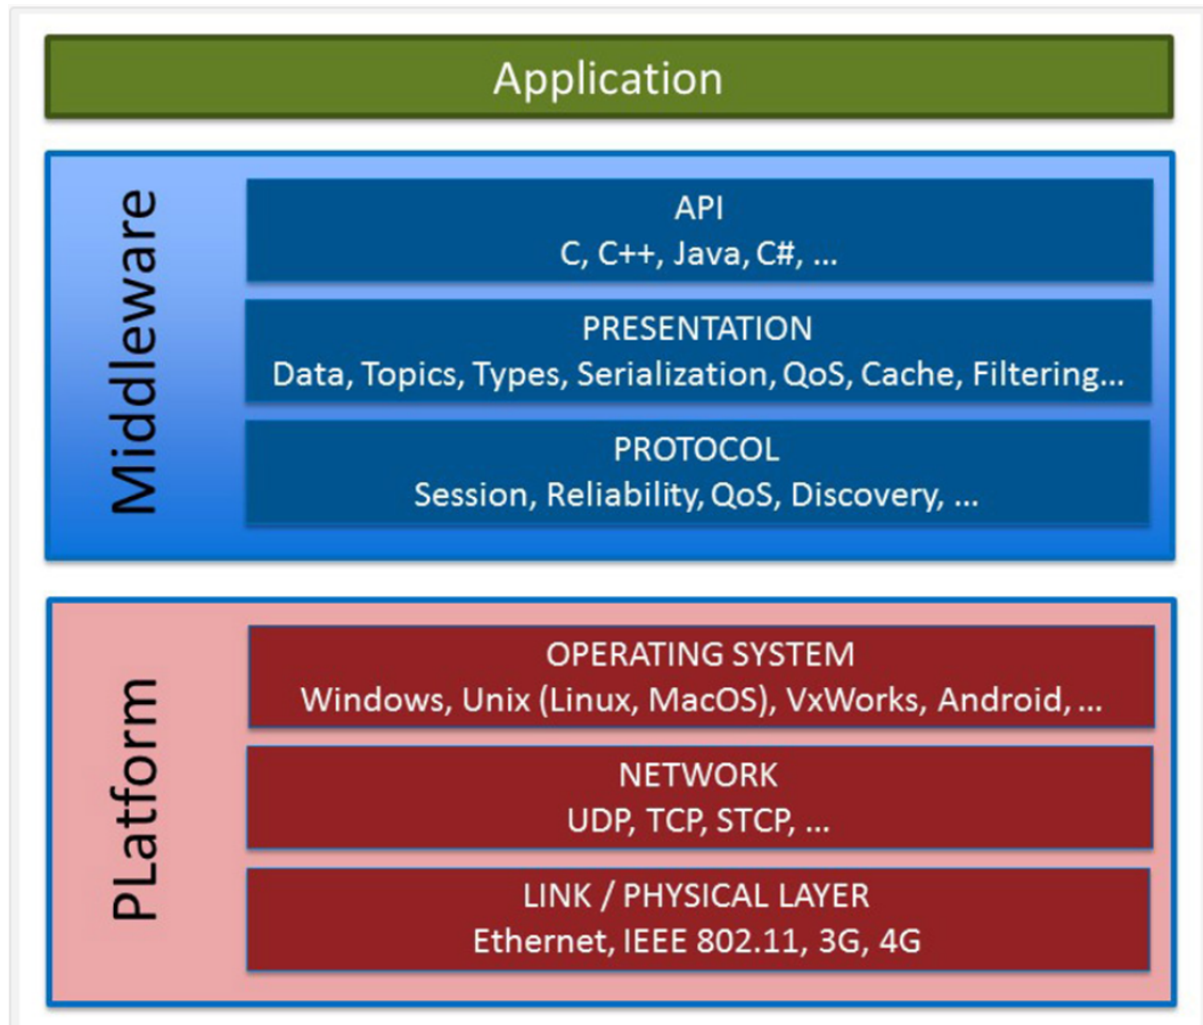 Application
Middleware
API
C, C++, Java, C#, ...
PRESENTATION
Data, Topics, Types, Serialization, QoS, Cache, Filtering...
PROTOCOL
Session, Reliability, QoS, Discovery, ...
PLatform
OPERATING SYSTEM
Windows, Unix (Linux, MacOS), VxWorks, Android, ...
NETWORK
UDP, TCP, STCP, ...
LINK / PHYSICAL LAYER
Ethernet, IEEE 802.11, 3G, 4G